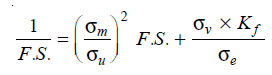 1/F.S. = (σm/σu)² F.S. + (σv × Kf)/σe